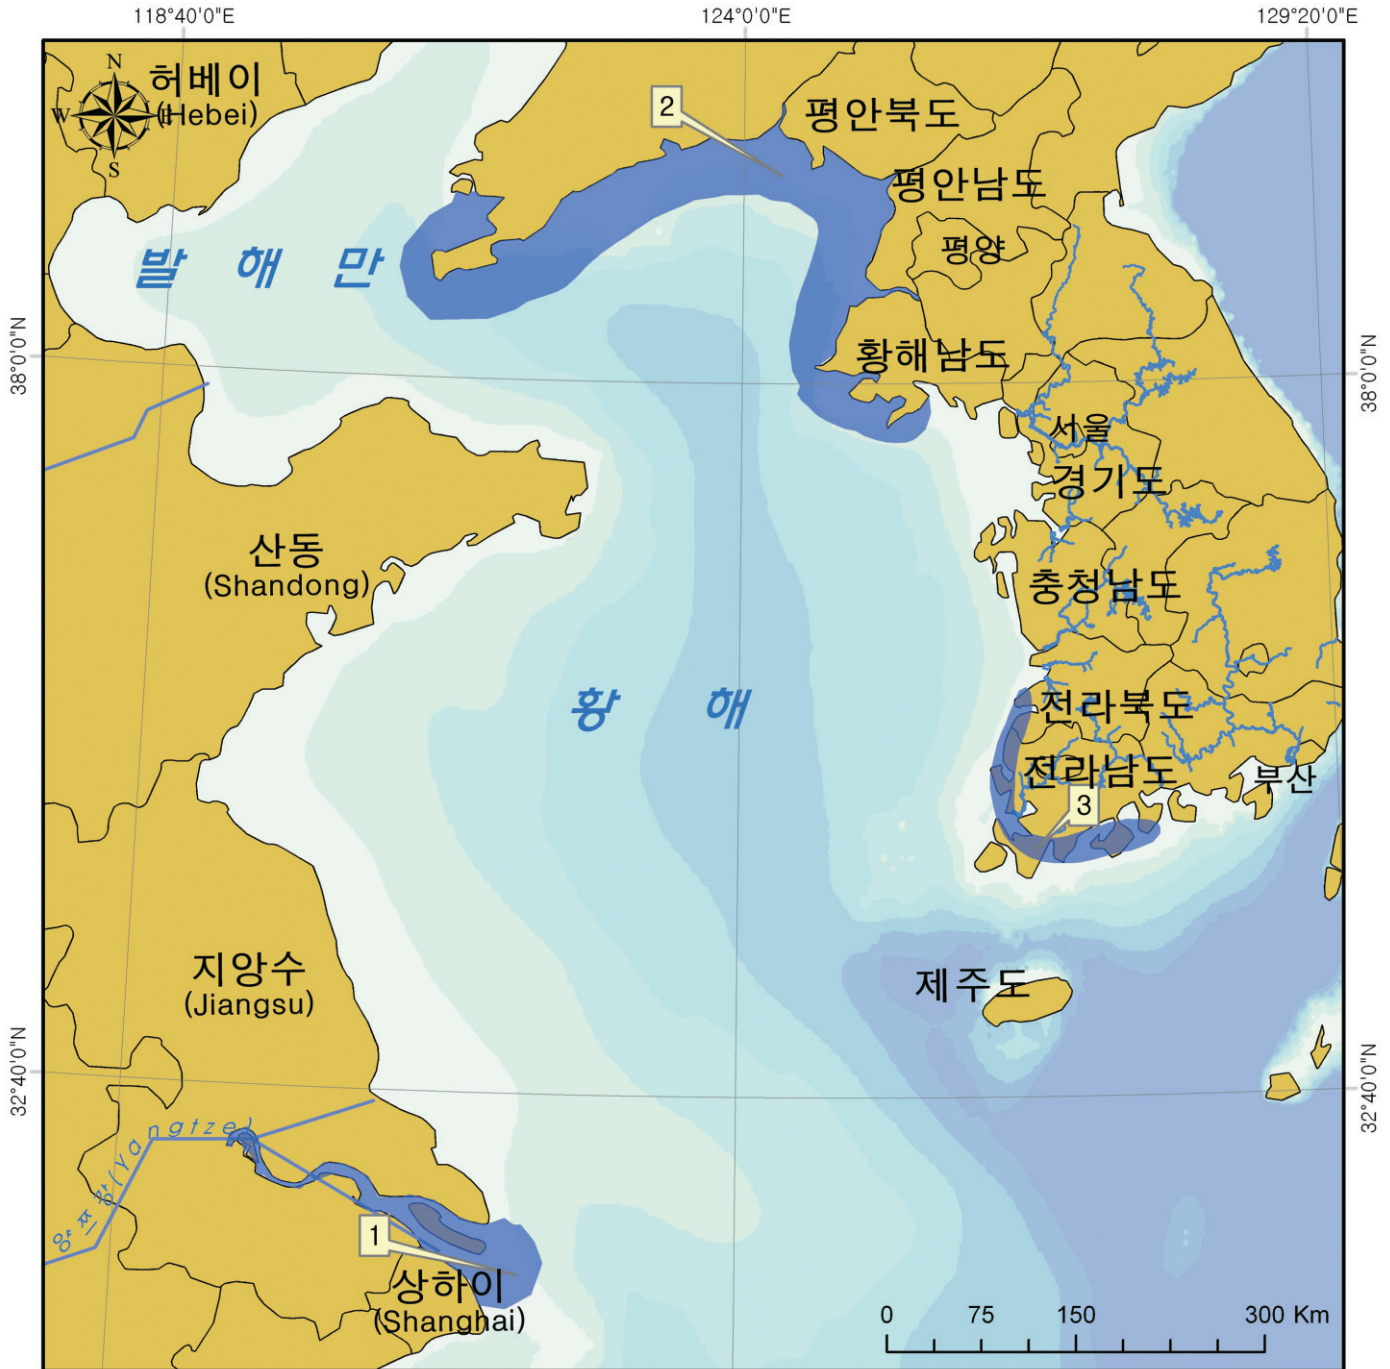 118°40'0"E
124°0'0"E
129°20'0"E
N
W
E
S
허베이
(Hebei)
2
평안북도
평안남도
평양
발 해 만
황해남도
38°0'0"N
38°0'0"N
서울
경기도
산동
(Shandong)
충청남도
황 해
전라북도
전라남도
부산
3
지앙수
(Jiangsu)
제주도
32°40'0"N
32°40'0"N
양쯔강(Yangtze)
1
상하이
(Shanghai)
0 75 150 300 Km